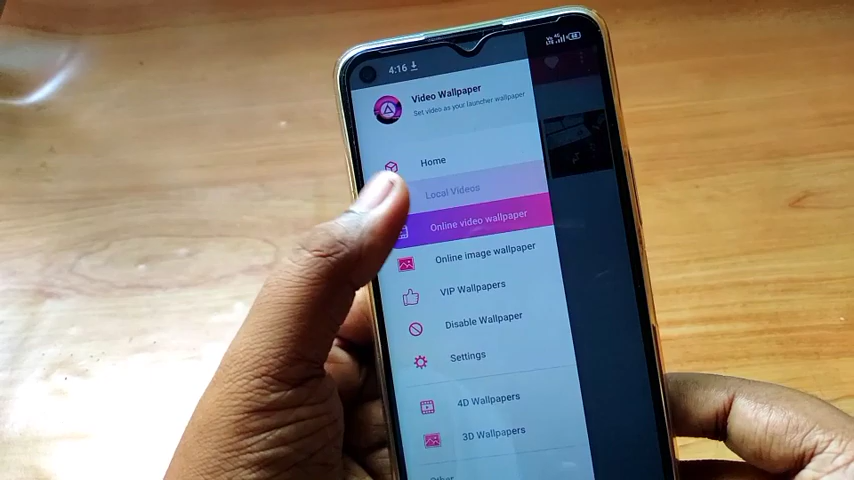 4:16
Video Wallpaper
Set video as your launcher wallpaper
Home
Local Videos
Online video wallpaper
Online image wallpaper
VIP Wallpapers
Disable Wallpaper
Settings
4D Wallpapers
3D Wallpapers
Other